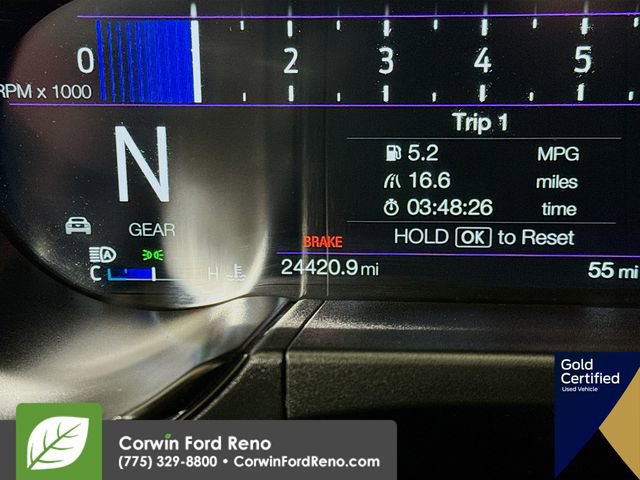 0 2 3 4 5
RPM x 1000
Trip 1
N
5.2 MPG
16.6 miles
03:48:26 time
GEAR
HOLD OK to Reset
BRAKE
A
C H
24420.9 mi
55 mi
Gold
Certified
Used Vehicle
Corwin Ford Reno
(775) 329-8800 • CorwinFordReno.com